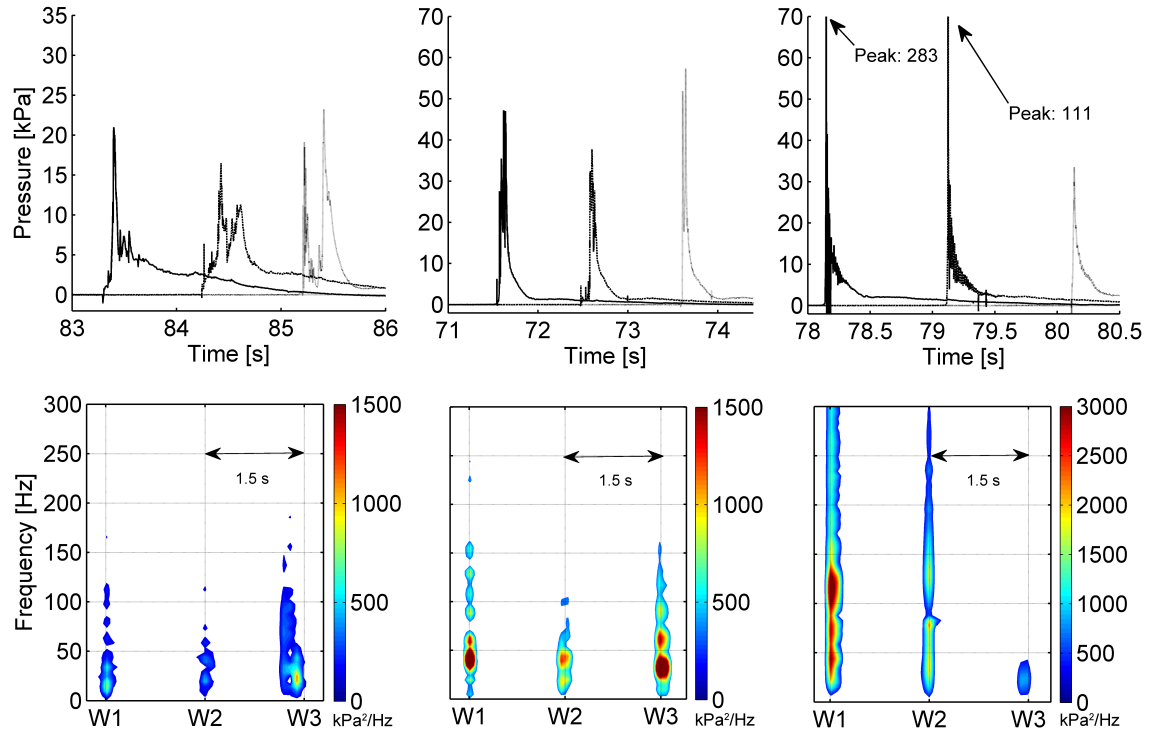 Pressure [kPa]
35
30
25
20
15
10
5
0
83 84 85 86
Time [s]
70
60
50
40
30
20
10
0
71 72 73 74
Time [s]
70
60
50
40
30
20
10
0
Peak: 283
Peak: 111
78 78.5 79 79.5 80 80.5
Time [s]
Frequency [Hz]
300
250
200
150
100
50
0
1.5 s
W1 W2 W3
1500
1000
500
0
kPa²/Hz
1.5 s
W1 W2 W3
1500
1000
500
0
kPa²/Hz
1.5 s
W1 W2 W3
3000
2500
2000
1500
1000
500
0
kPa²/Hz